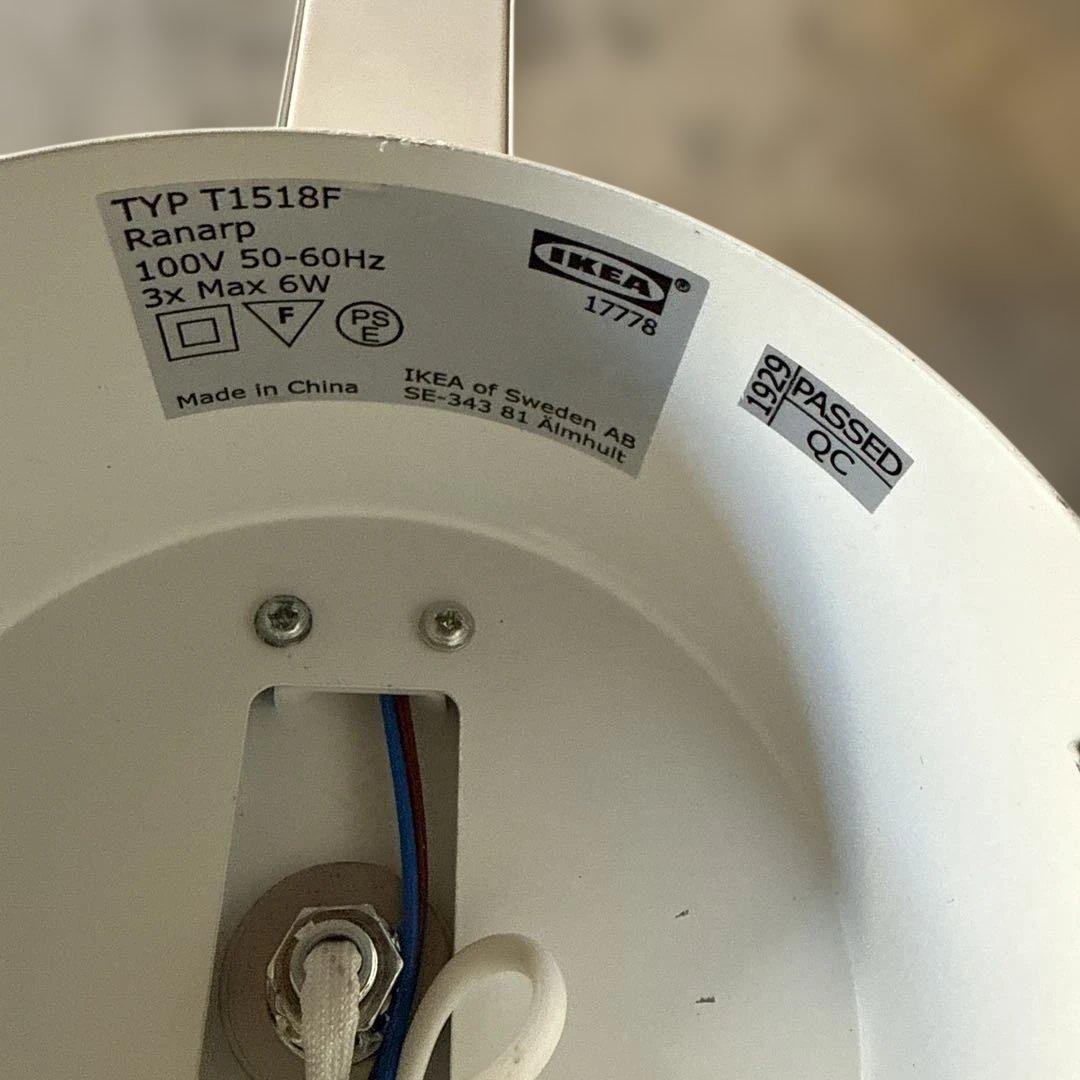 TYP T1518F
Ranarp
100V 50-60Hz
3x Max 6W
F
PS
E
Made in China
IKEA®
17778
IKEA of Sweden AB
SE-343 81 Älmhult
1929
PASSED
QC